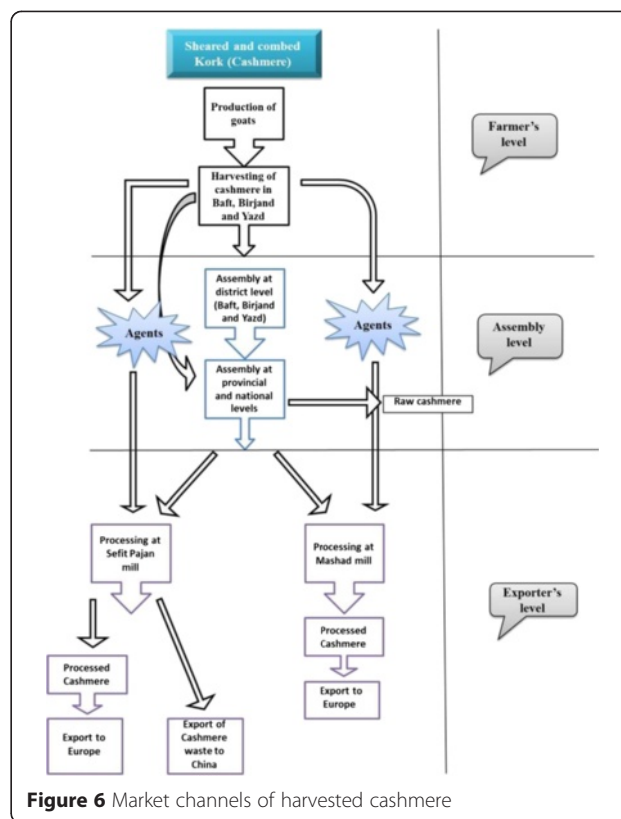 Sheared and combed
Kork (Cashmere)
Production of
goats
Farmer's
level
Harvesting of
cashmere in
Baft, Birjand
and Yazd
Assembly at
district level
(Baft, Birjand
and Yazd)
Agents
Agents
Assembly
level
Assembly at
provincial
and national
levels
Raw cashmere
Processing at
Sefit Pajan
mill
Processing at
Mashad mill
Exporter's
level
Processed
Cashmere
Processed
Cashmere
Export to
Europe
Export to
Europe
Export of
Cashmere
waste to
China
Figure 6 Market channels of harvested cashmere